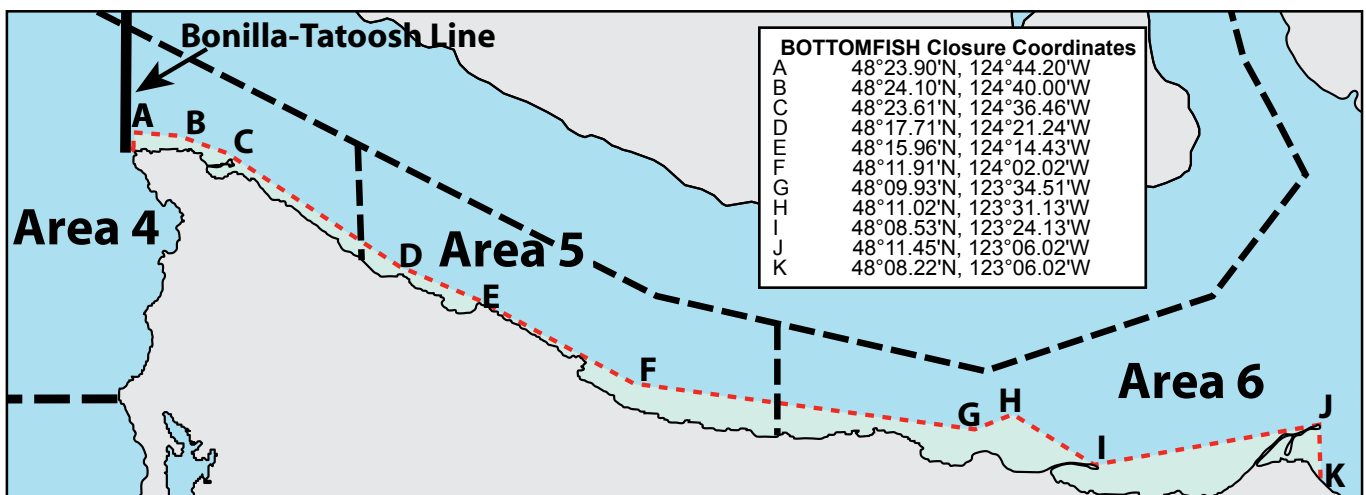 Bonilla-Tatoosh Line
BOTTOMFISH Closure Coordinates
A 48°23.90'N, 124°44.20'W
B 48°24.10'N, 124°40.00'W
C 48°23.61'N, 124°36.46'W
D 48°17.71'N, 124°21.24'W
E 48°15.96'N, 124°14.43'W
F 48°11.91'N, 124°02.02'W
G 48°09.93'N, 123°34.51'W
H 48°11.02'N, 123°31.13'W
I 48°08.53'N, 123°24.13'W
J 48°11.45'N, 123°06.02'W
K 48°08.22'N, 123°06.02'W
A
B
C
Area 4
D
Area 5
E
F
G
H
Area 6
I
J
K